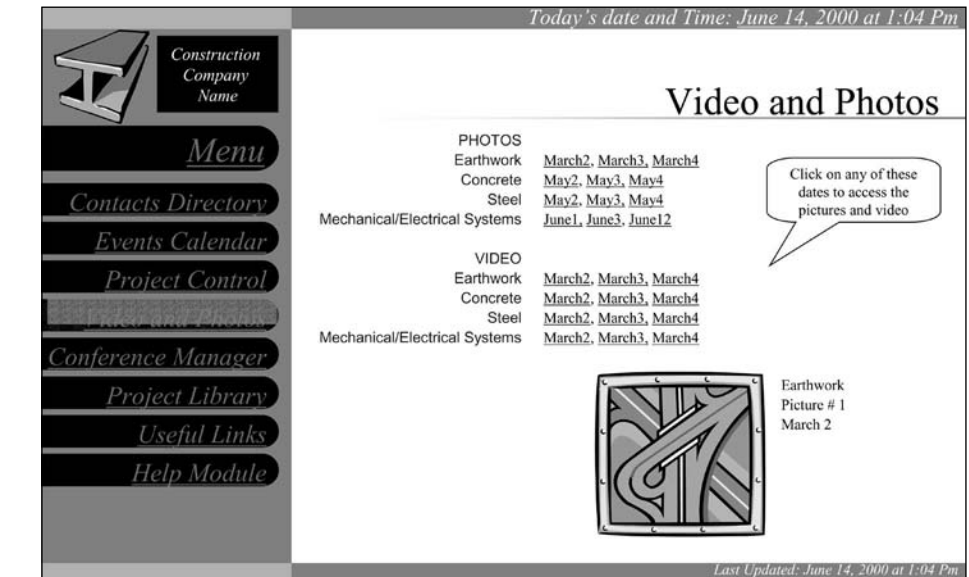 Today's date and Time: June 14, 2000 at 1:04 Pm
Construction
Company
Name
Menu
Contacts Directory
Events Calendar
Project Control
Video and Photos
Conference Manager
Project Library
Useful Links
Help Module
Video and Photos
PHOTOS
Earthwork March2, March3, March4
Concrete May2, May3, May4
Steel May2, May3, May4
Mechanical/Electrical Systems June1, June3, June12
Click on any of these
dates to access the
pictures and video
VIDEO
Earthwork March2, March3, March4
Concrete March2, March3, March4
Steel March2, March3, March4
Mechanical/Electrical Systems March2, March3, March4
Earthwork
Picture # 1
March 2
Last Updated: June 14, 2000 at 1:04 Pm